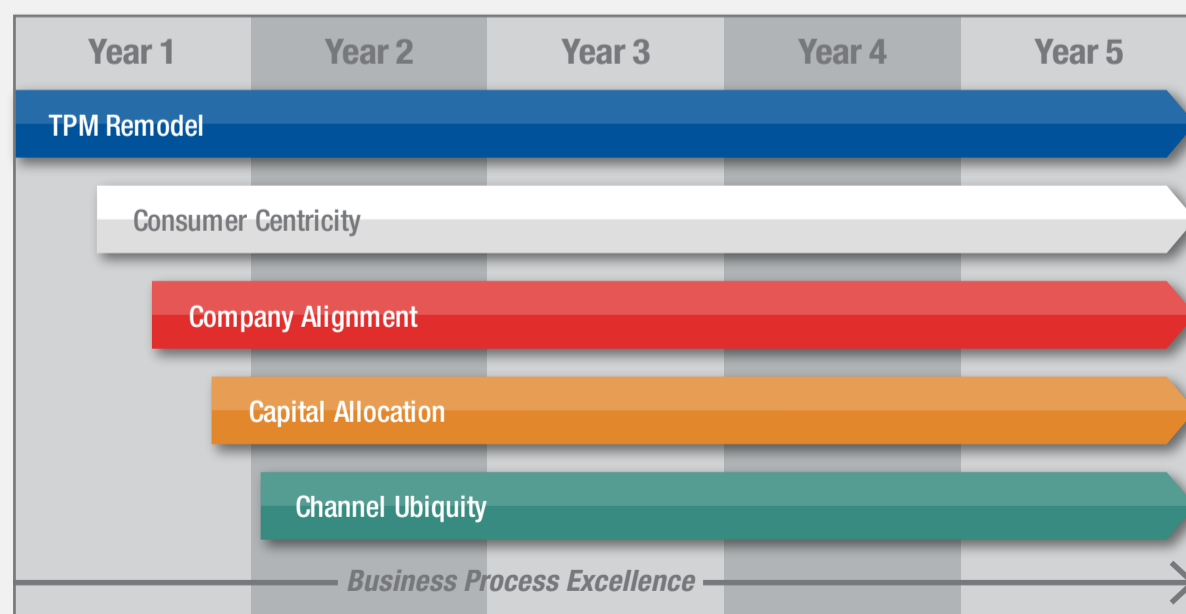 Year 1 Year 2 Year 3 Year 4 Year 5
TPM Remodel
Consumer Centricity
Company Alignment
Capital Allocation
Channel Ubiquity
Business Process Excellence